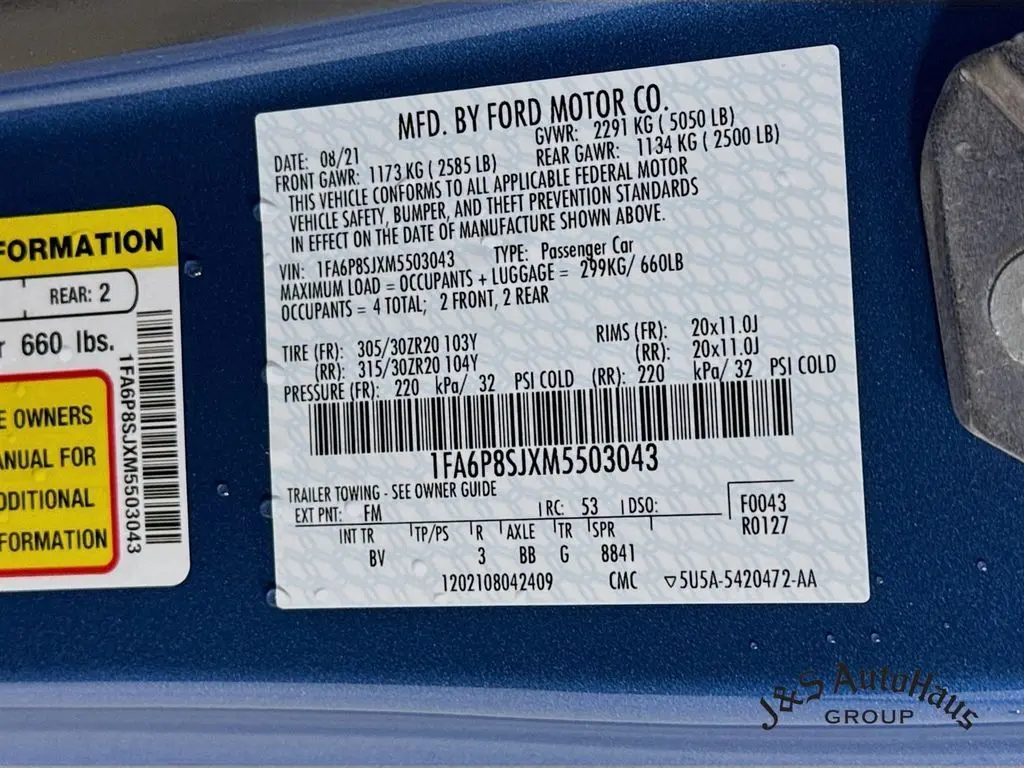 MFD. BY FORD MOTOR CO.
DATE: 08/21 GVWR: 2291 KG ( 5050 LB)
FRONT GAWR: 1173 KG ( 2585 LB) REAR GAWR: 1134 KG ( 2500 LB)
THIS VEHICLE CONFORMS TO ALL APPLICABLE FEDERAL MOTOR
VEHICLE SAFETY, BUMPER, AND THEFT PREVENTION STANDARDS
IN EFFECT ON THE DATE OF MANUFACTURE SHOWN ABOVE.
VIN: 1FA6P8SJXM5503043 TYPE: Passenger Car
MAXIMUM LOAD = OCCUPANTS + LUGGAGE = 299KG/ 660LB
OCCUPANTS = 4 TOTAL; 2 FRONT, 2 REAR
TIRE (FR): 305/30ZR20 103Y RIMS (FR): 20x11.0J
(RR): 315/30ZR20 104Y (RR): 20x11.0J
PRESSURE (FR): 220 kPa/ 32 PSI COLD (RR): 220 kPa/ 32 PSI COLD
1FA6P8SJXM5503043
TRAILER TOWING - SEE OWNER GUIDE
EXT PNT: FM RC: 53 DSO: F0043
R0127
INT TR TP/PS R AXLE TR SPR
BV 3 BB G 8841
1202108042409 CMC ▽5U5A-5420472-AA
FORMATION
REAR: 2
r 660 lbs.
E OWNERS
ANUAL FOR
DDITIONAL
FORMATION
1FA6P8SJXM5503043
J&S AutoHaus
GROUP